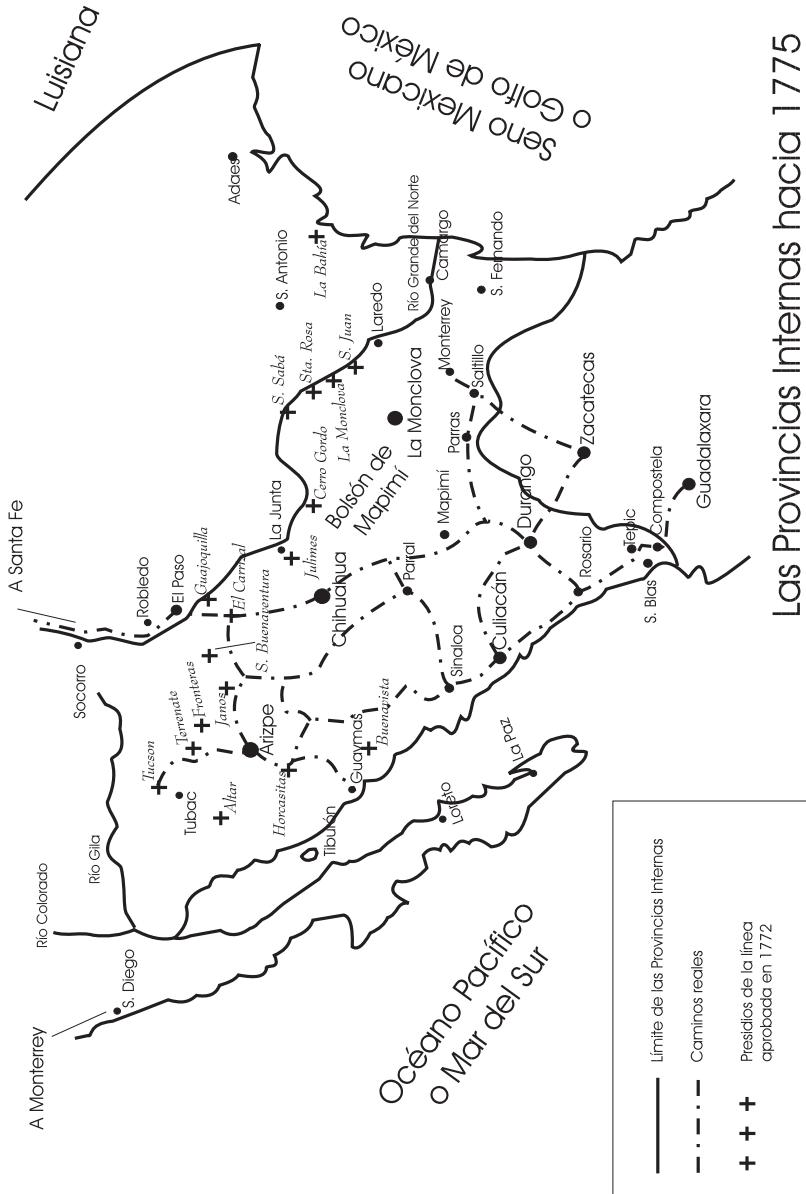 Luisiana
Seno Mexicano
o Golfo de México
A Santa Fe
Adaes
Socorro
Robledo
El Paso
S. Antonio
La Bahía
Río Colorado
Río Gila
A Monterrey
S. Diego
Tucson
Tubac
Altar
Terrenate
Fronteras
Janos
S. Buenaventura
El Carrizal
Guajoquilla
La Junta
Julimes
Cerro Gordo
S. Sabá
Sta. Rosa
La Monclova
S. Juan
Laredo
Río Grande del Norte
Camargo
S. Fernando
Arizpe
Horcasitas
Guaymas
Buenavista
Tiburón
Chihuahua
Bolsón de
Mapimí
La Monclova
Monterrey
Saltillo
Parras
Mapimí
Parral
Sinaloa
Culiacán
Durango
Zacatecas
Rosario
Tepic
Compostela
S. Blas
Guadalaxara
Loreto
La Paz
Océano Pacífico
o Mar del Sur
Límite de las Provincias Internas
Caminos reales
Presidios de la línea
aprobada en 1772
Las Provincias Internas hacia 1775